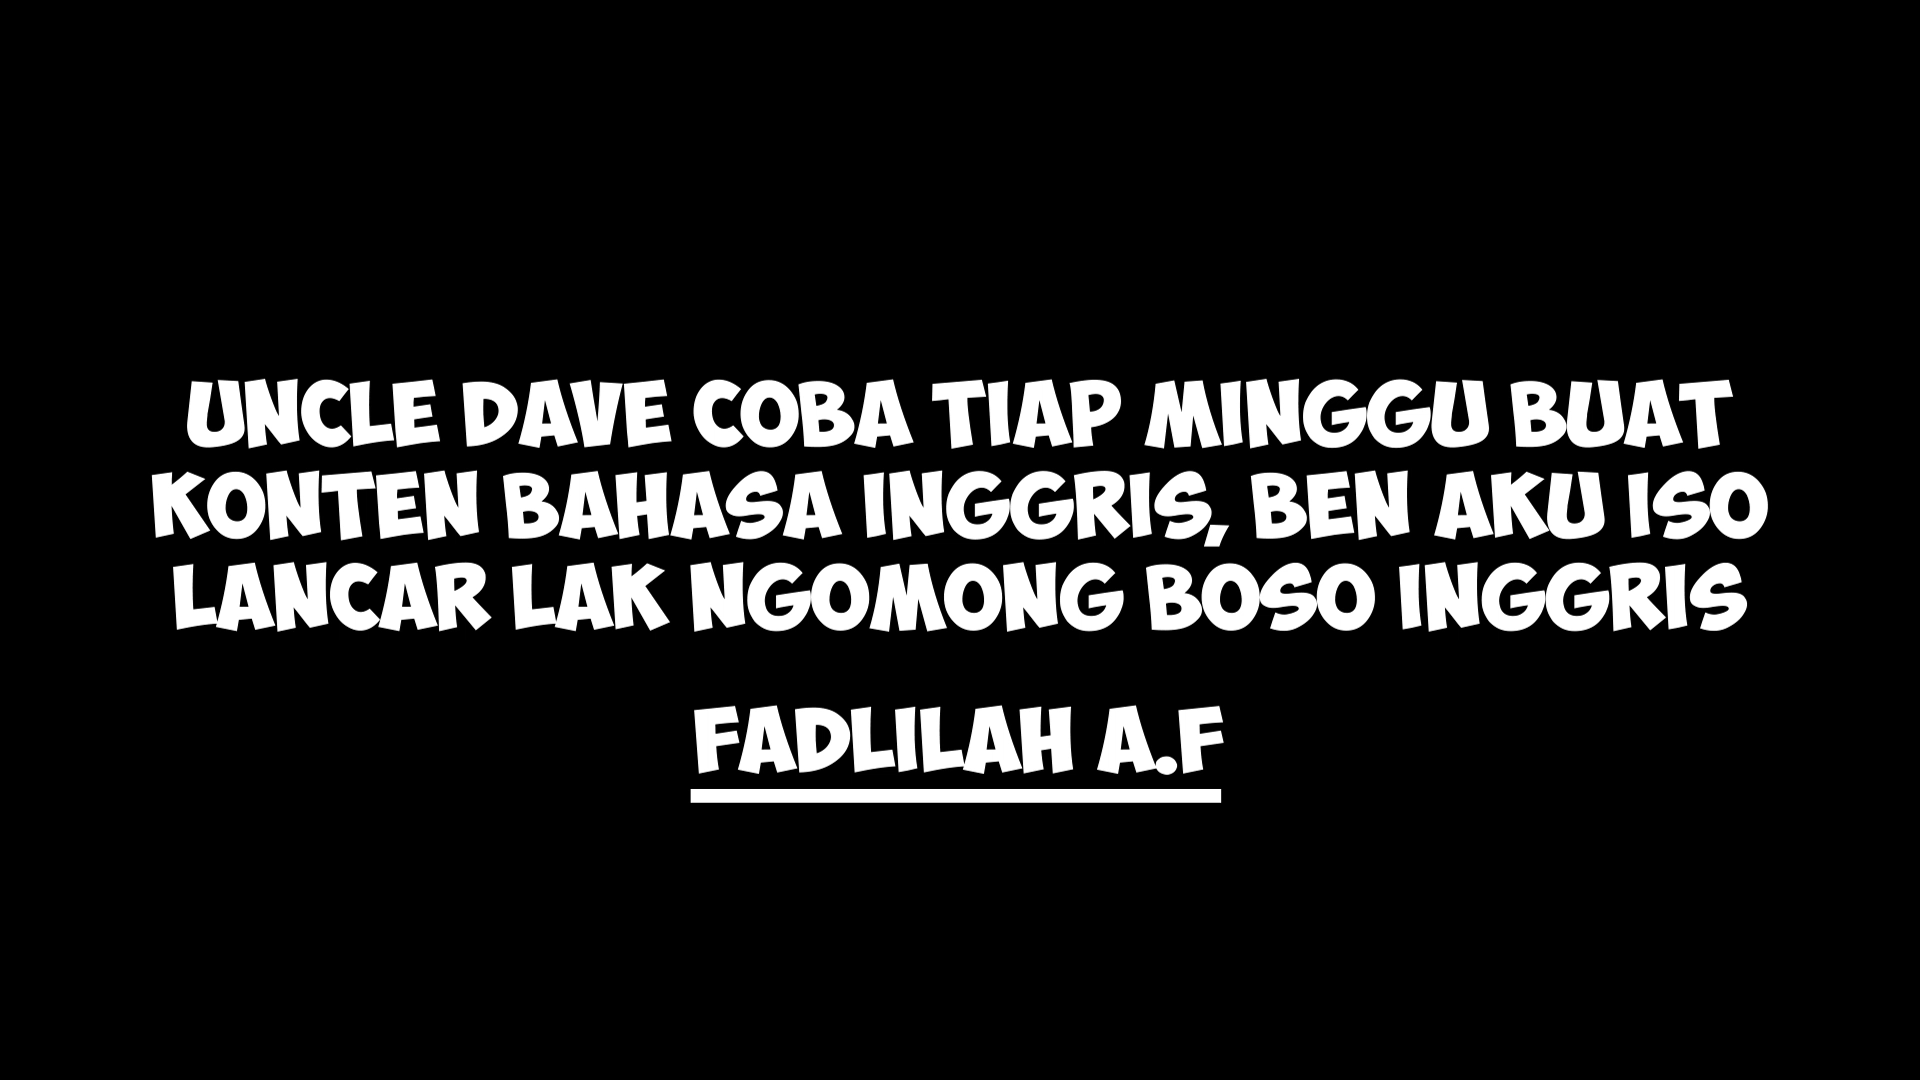 UNCLE DAVE COBA TIAP MINGGU BUAT
KONTEN BAHASA INGGRIS, BEN AKU ISO
LANCAR LAK NGOMONG BOSO INGGRIS
FADLILAH A.F